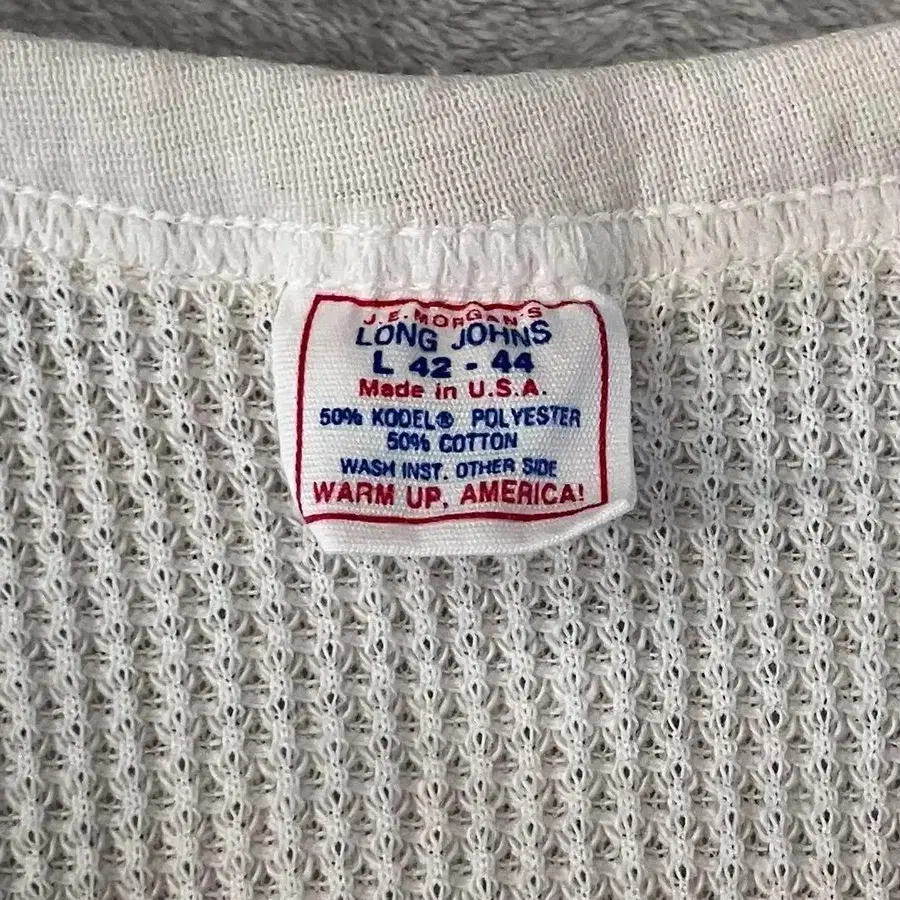 J.E. MORGAN'S
LONG JOHNS
L 42 - 44
Made in U.S.A.
50% KODEL® POLYESTER
50% COTTON
WASH INST. OTHER SIDE
WARM UP, AMERICA!